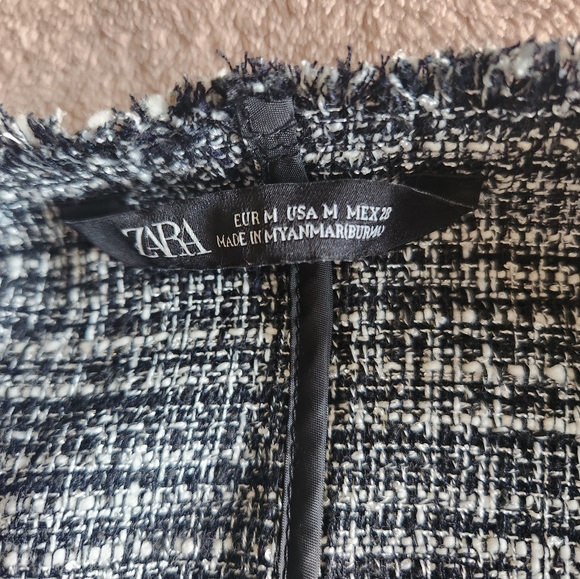 ZARA
EUR M USA M MEX 28
MADE IN MYANMAR(BURMA)